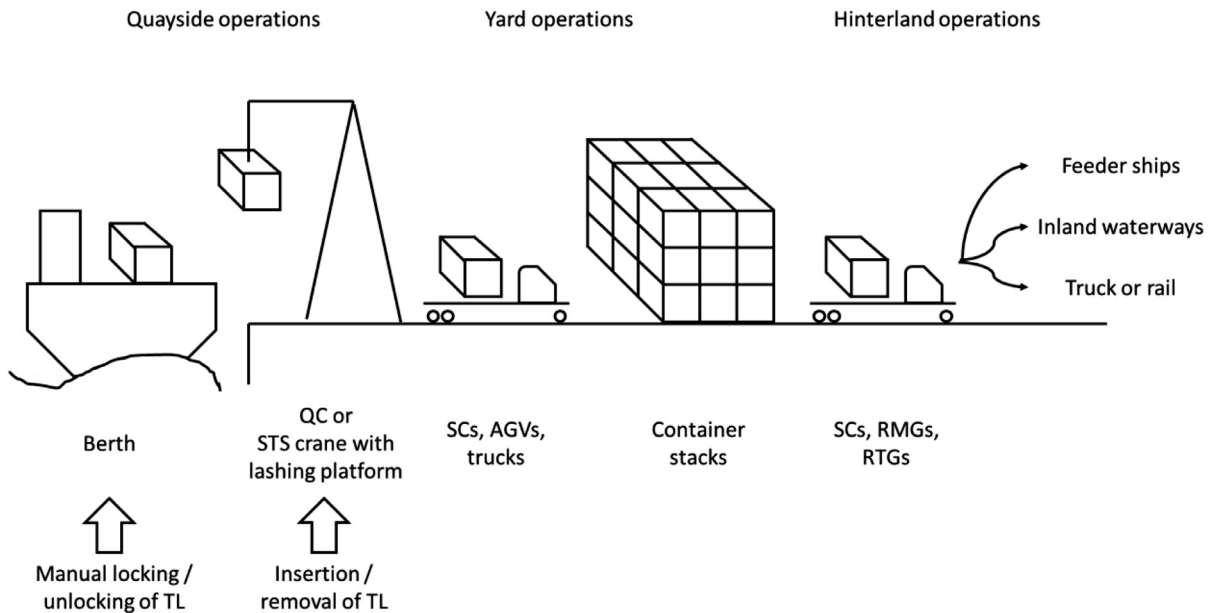 Quayside operations
Yard operations
Hinterland operations
Feeder ships
Inland waterways
Truck or rail
Berth
QC or
STS crane with
lashing platform
SCs, AGVs,
trucks
Container
stacks
SCs, RMGs,
RTGs
Manual locking /
unlocking of TL
Insertion /
removal of TL